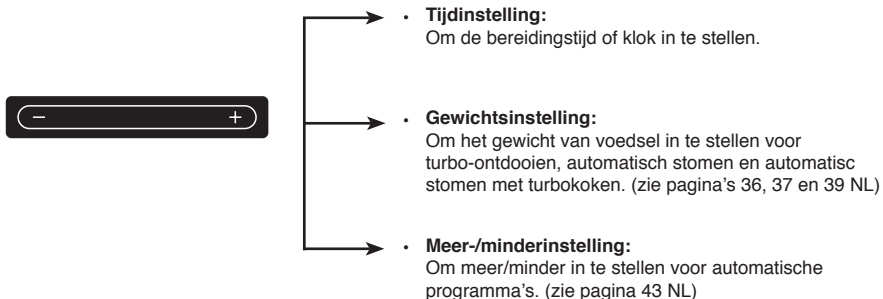 − +
• Tijdinstelling:
Om de bereidingstijd of klok in te stellen.
• Gewichtsinstelling:
Om het gewicht van voedsel in te stellen voor
turbo-ontdooien, automatisch stomen en automatisc
stomen met turbokoken. (zie pagina’s 36, 37 en 39 NL)
• Meer-/minderinstelling:
Om meer/minder in te stellen voor automatische
programma’s. (zie pagina 43 NL)